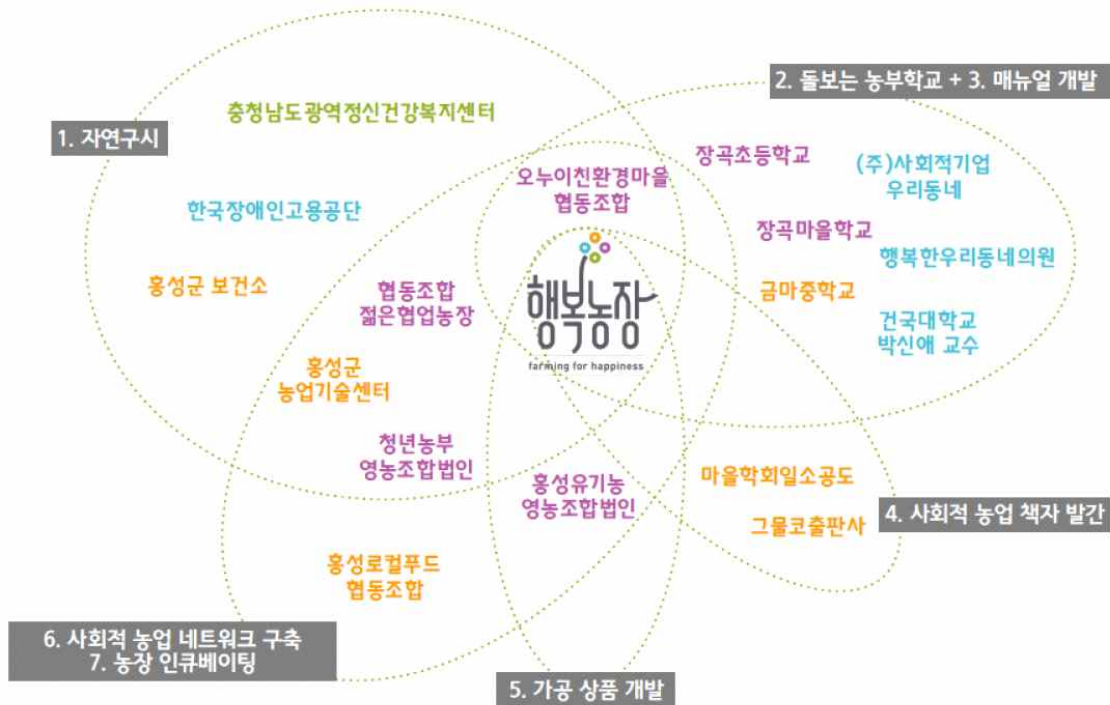 2. 돌보는 농부학교 + 3. 매뉴얼 개발
충청남도광역정신건강복지센터
1. 자연구시
장곡초등학교
(주)사회적기업
우리동네
오누이친환경마을
협동조합
한국장애인고용공단
장곡마을학교
행복한우리동네의원
홍성군 보건소
협동조합
젊은협업농장
행복농장
farming for happiness
금마중학교
건국대학교
박신애 교수
홍성군
농업기술센터
청년농부
영농조합법인
홍성유기농
영농조합법인
마을학회일소공도
그물코출판사
4. 사회적 농업 책자 발간
홍성로컬푸드
협동조합
6. 사회적 농업 네트워크 구축
7. 농장 인큐베이팅
5. 가공 상품 개발